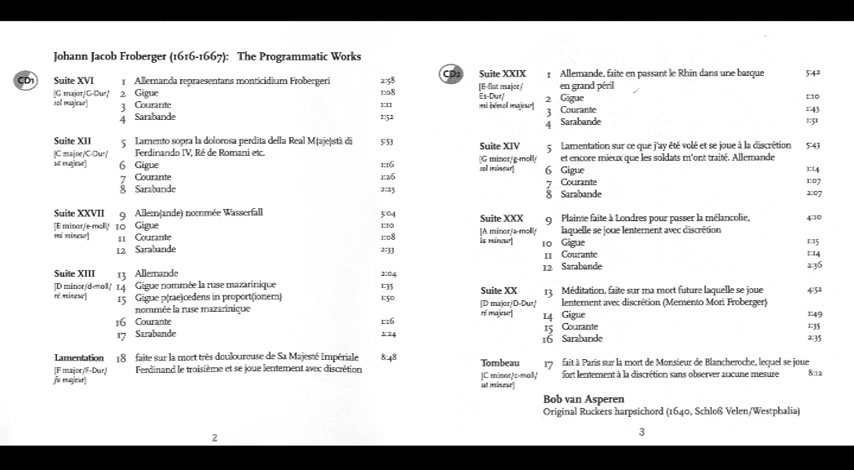 Johann Jacob Froberger (1616-1667): The Programmatic Works
CD1
Suite XVI 1 Allemanda repraesentans monticidium Frobergeri 2:58
[G major/G-Dur/ 2 Gigue 1:08
sol majeur] 3 Courante 1:11
4 Sarabande 1:52
Suite XII 5 Lamento sopra la dolorosa perdita della Real M[aje]stà di 5:53
[C major/C-Dur/ Ferdinando IV, Ré de Romani etc.
ut majeur] 6 Gigue 1:16
7 Courante 1:26
8 Sarabande 2:23
Suite XXVII 9 Allem(ande) nommée Wasserfall 3:04
[E minor/e-moll/ 10 Gigue 1:10
mi mineur] 11 Courante 1:08
12 Sarabande 2:33
Suite XIII 13 Allemande 2:04
[D minor/d-moll/ 14 Gigue nommée la ruse mazarinique 1:35
ré mineur] 15 Gigue p(rae)cedens in proport(ionem) 1:50
nommée la ruse mazarinique
16 Courante 1:16
17 Sarabande 2:24
Lamentation 18 faite sur la mort très douloureuse de Sa Majesté Impériale 8:48
[F major/F-Dur/ Ferdinand le troisième et se joue lentement avec discrétion
fa majeur]
2
CD2
Suite XXIX 1 Allemande, faite en passant le Rhin dans une barque 5:42
[E-flat major/ en grand péril
Es-Dur/ 2 Gigue 1:10
mi bémol majeur] 3 Courante 1:43
4 Sarabande 1:51
Suite XIV 5 Lamentation sur ce que j'ay été volé et se joue à la discrétion 5:43
[G minor/g-moll/ et encore mieux que les soldats m'ont traité. Allemande
sol mineur] 6 Gigue 1:14
7 Courante 1:07
8 Sarabande 2:07
Suite XXX 9 Plainte faite à Londres pour passer la mélancolie, 4:10
[A minor/a-moll/ laquelle se joue lentement avec discrétion
la mineur] 10 Gigue 1:15
11 Courante 1:14
12 Sarabande 2:36
Suite XX 13 Méditation, faite sur ma mort future laquelle se joue 4:52
[D major/D-Dur/ lentement avec discrétion (Memento Mori Froberger)
ré majeur] 14 Gigue 1:49
15 Courante 1:35
16 Sarabande 2:35
Tombeau 17 fait à Paris sur la mort de Monsieur de Blancheroche, lequel se joue
[C minor/c-moll/ fort lentement à la discrétion sans observer aucune mesure 8:12
ut mineur]
Bob van Asperen
Original Ruckers harpsichord (1640, Schloß Velen/Westphalia)
3